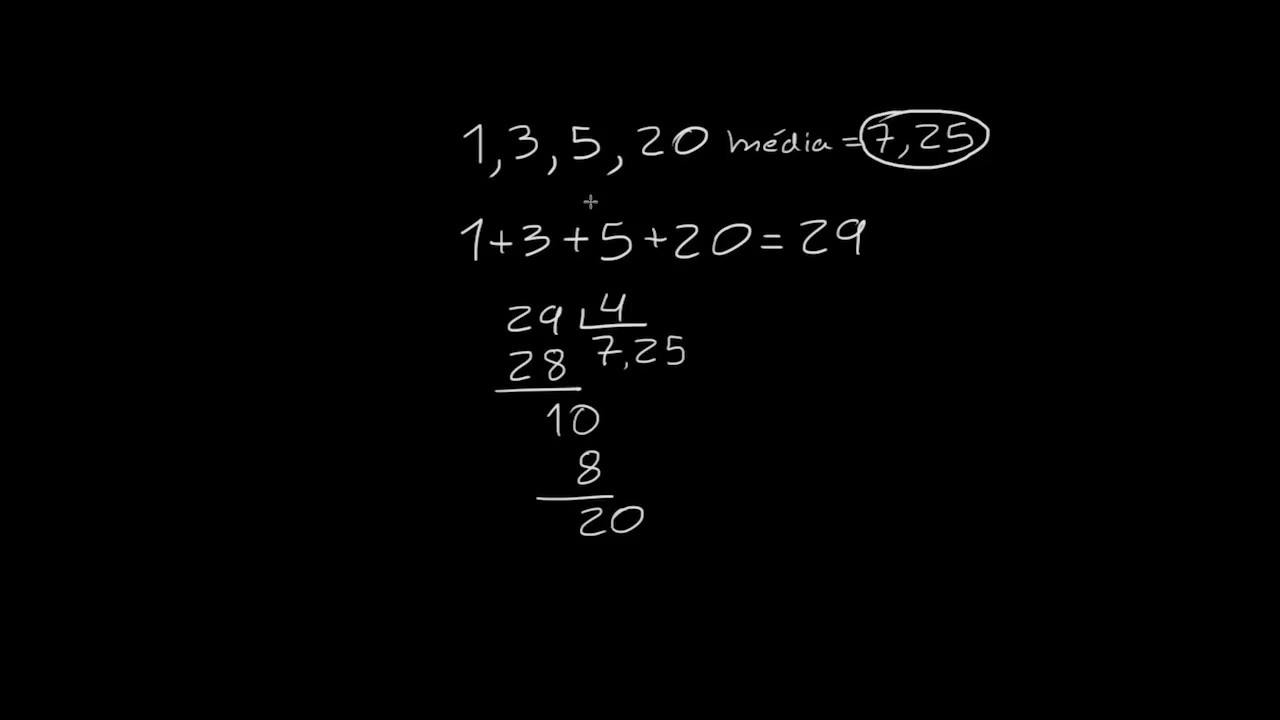 1, 3, 5, 20 média = 7,25
1 + 3 + 5 + 20 = 29
29 4
28 7,25
10
8
20